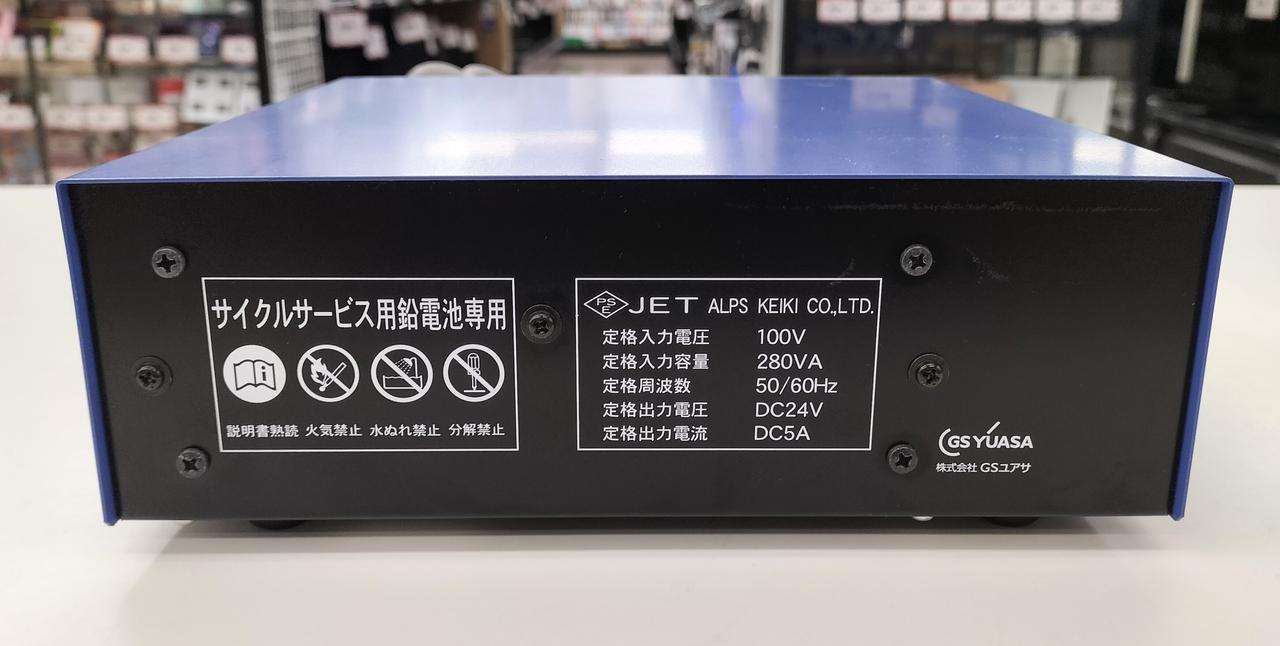 サイクルサービス用鉛電池専用
説明書熟読 火気禁止 水ぬれ禁止 分解禁止
PS
E
JET ALPS KEIKI CO.,LTD.
定格入力電圧 100V
定格入力容量 280VA
定格周波数 50/60Hz
定格出力電圧 DC24V
定格出力電流 DC5A
GS YUASA
株式会社 GSユアサ